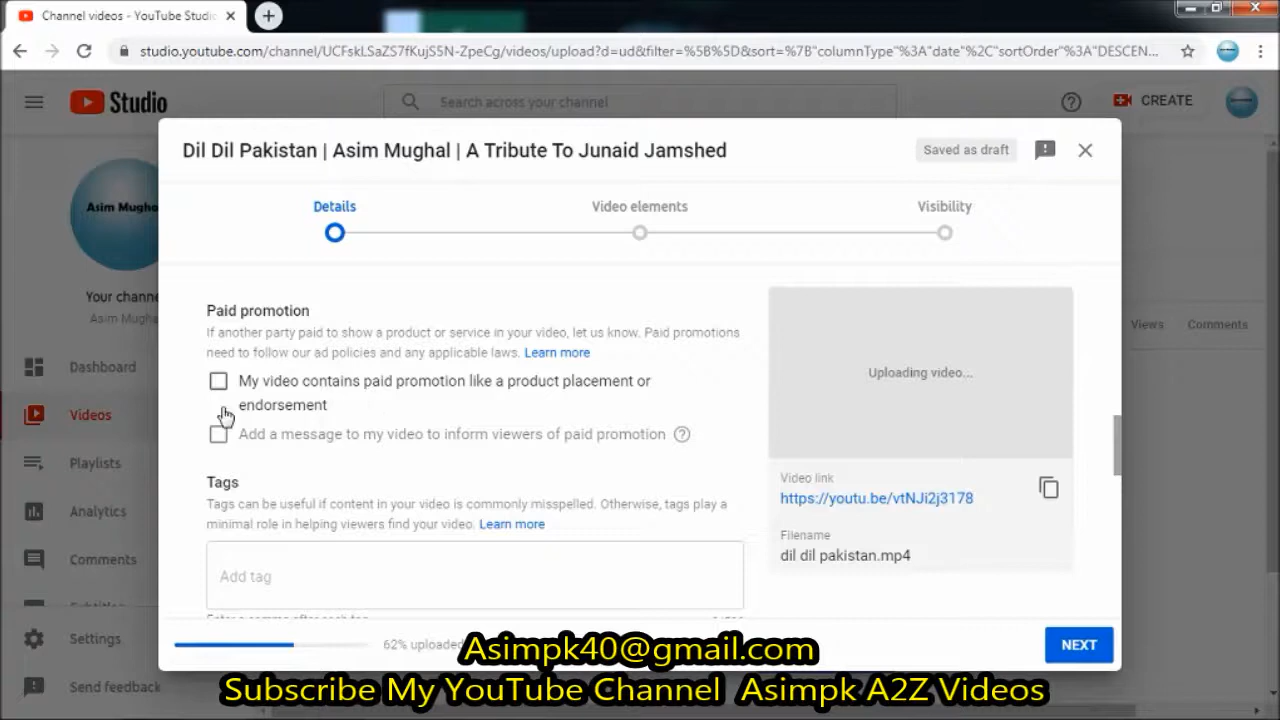 Channel videos - YouTube Studio
studio.youtube.com/channel/UCFskLSaZS7fKujS5N-ZpeCg/videos/upload?d=ud&filter=%5B%5D&sort=%7B"columnType"%3A"date"%2C"sortOrder"%3A"DESCEN...
Studio
Search across your channel
CREATE
Dil Dil Pakistan | Asim Mughal | A Tribute To Junaid Jamshed
Saved as draft
Details
Video elements
Visibility
Asim Mugha
Your channe
Asim Mugha
Dashboard
Videos
Playlists
Analytics
Comments
Settings
Send feedback
Views
Comments
Paid promotion
If another party paid to show a product or service in your video, let us know. Paid promotions
need to follow our ad policies and any applicable laws. Learn more
My video contains paid promotion like a product placement or
endorsement
Add a message to my video to inform viewers of paid promotion
Tags
Tags can be useful if content in your video is commonly misspelled. Otherwise, tags play a
minimal role in helping viewers find your video. Learn more
Add tag
Uploading video...
Video link
https://youtu.be/vtNJi2j3178
Filename
dil dil pakistan.mp4
62% uploaded
NEXT
Asimpk40@gmail.com
Subscribe My YouTube Channel Asimpk A2Z Videos